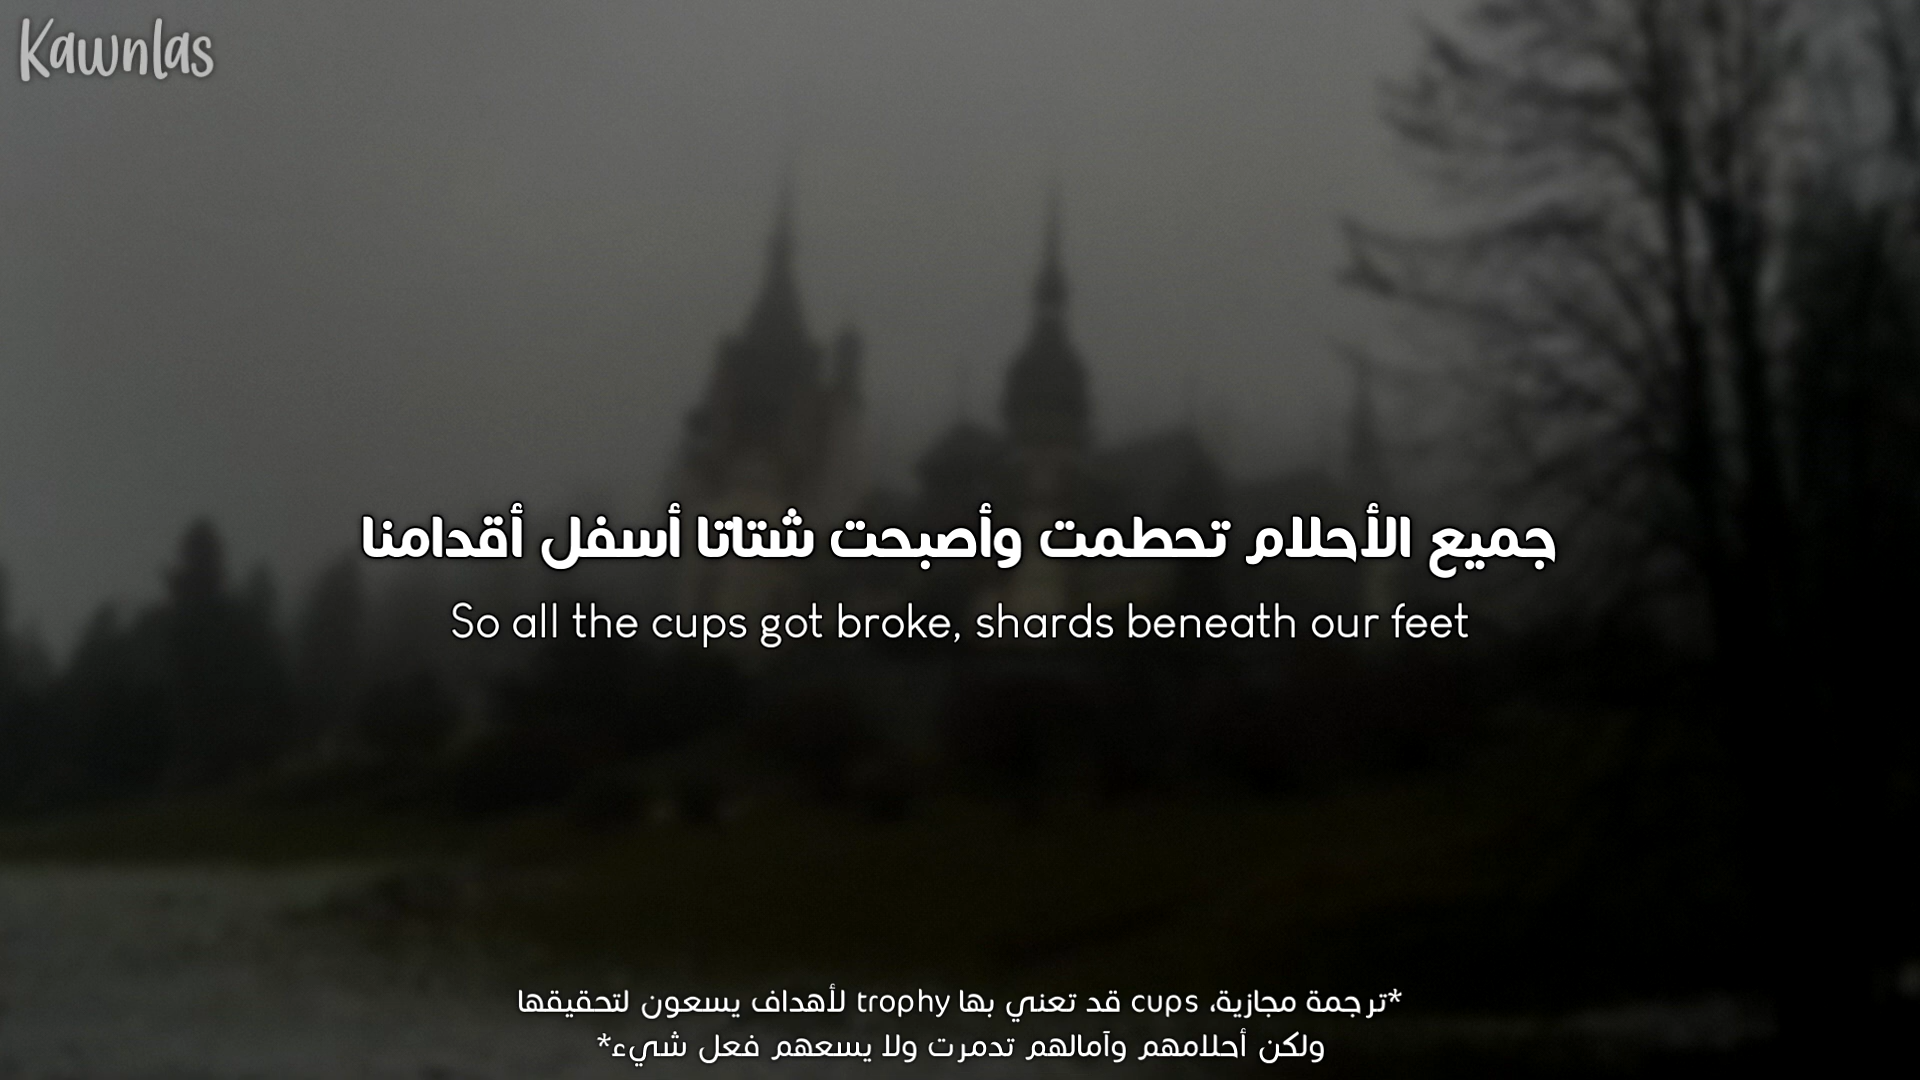 Kawnlas
جميع الأحلام تحطمت وأصبحت شتاتا أسفل أقدامنا
So all the cups got broke, shards beneath our feet
*ترجمة مجازية، cups قد تعني بها trophy لأهداف يسعون لتحقيقها
ولكن أحلامهم وآمالهم تدمرت ولا يسعهم فعل شيء*